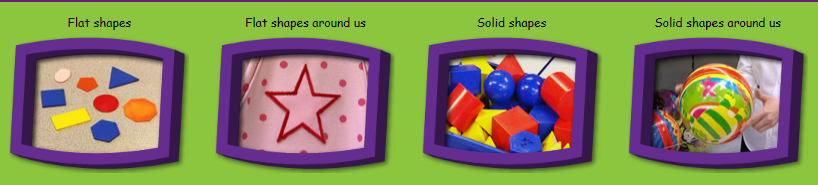 Flat shapes
Flat shapes around us
Solid shapes
Solid shapes around us